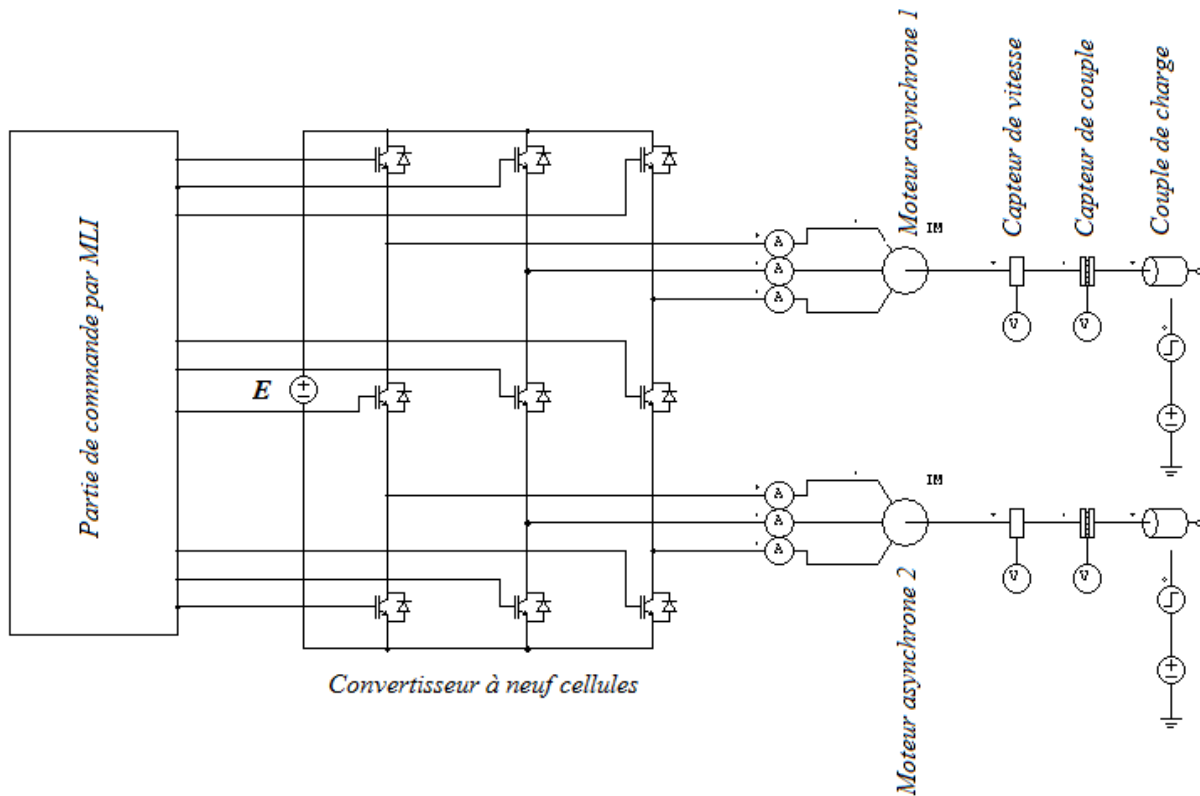 Partie de commande par MLI
E
Convertisseur à neuf cellules
Moteur asynchrone 1
Capteur de vitesse
Capteur de couple
Couple de charge
IM
A
A
A
V
V
IM
A
A
A
V
V
Moteur asynchrone 2